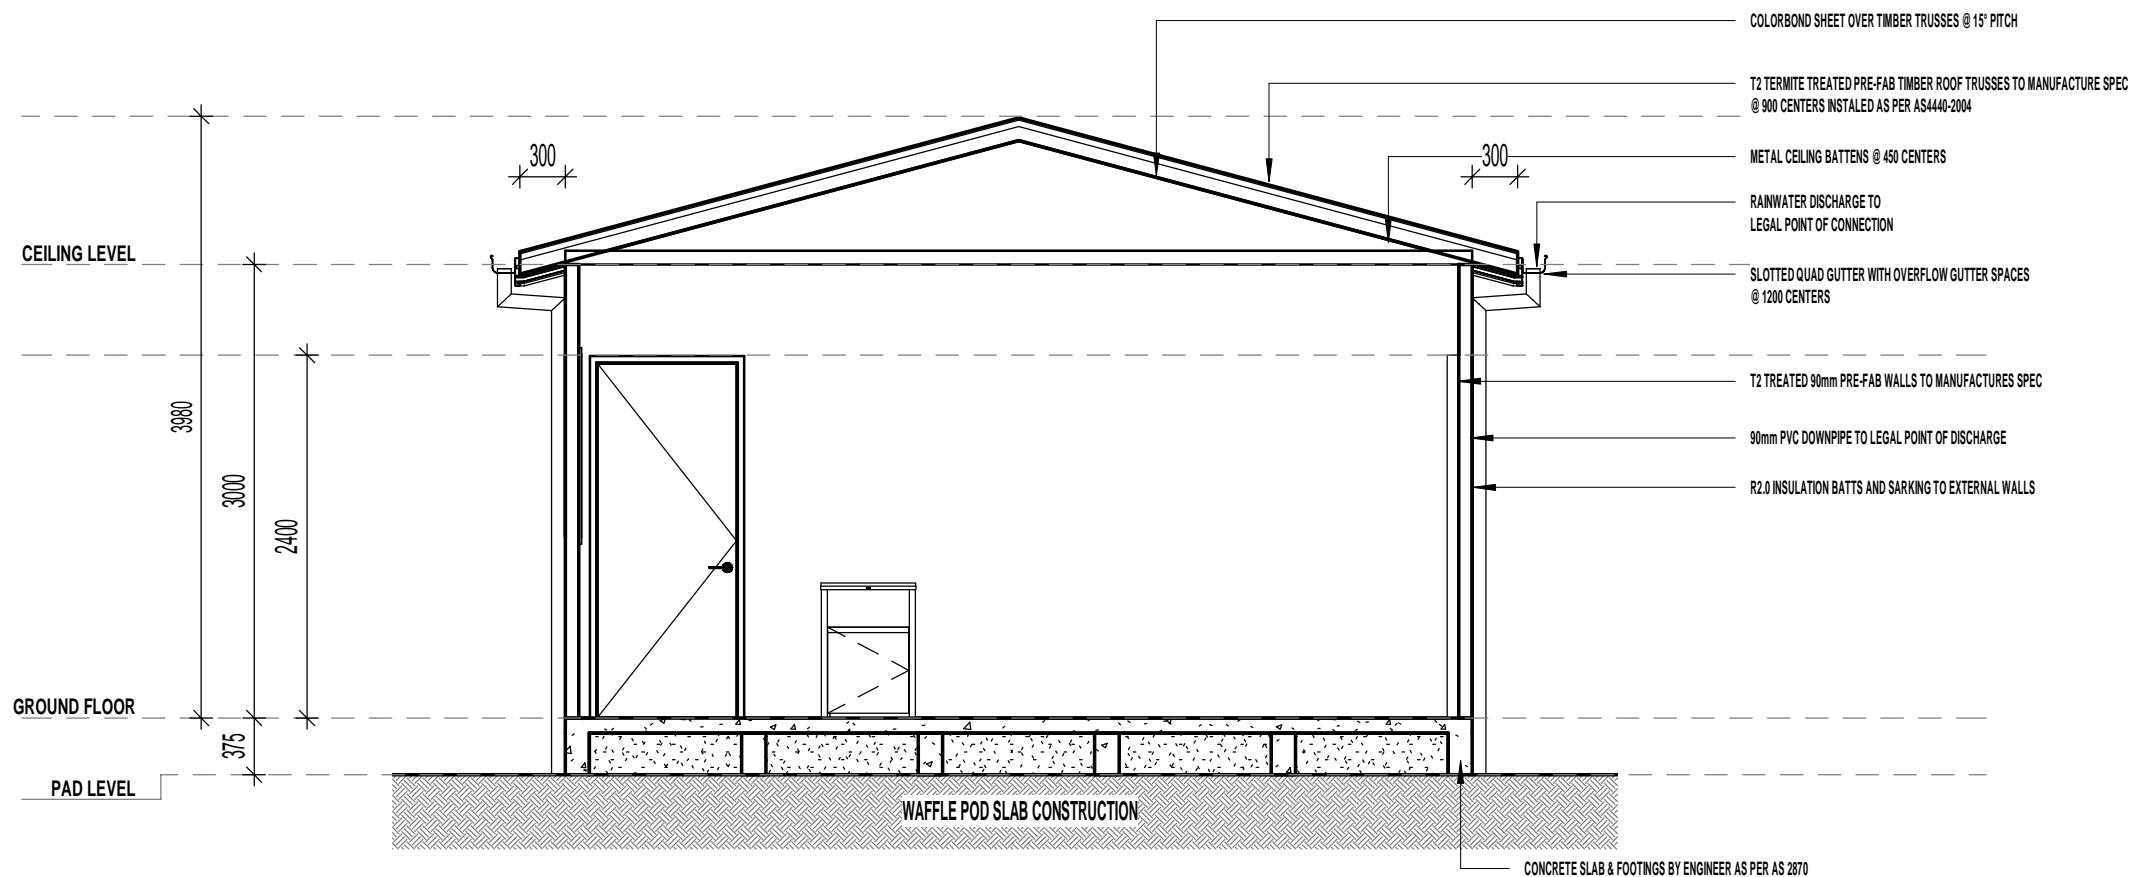 COLORBOND SHEET OVER TIMBER TRUSSES @ 15° PITCH
T2 TERMITE TREATED PRE-FAB TIMBER ROOF TRUSSES TO MANUFACTURE SPEC
@ 900 CENTERS INSTALED AS PER AS4440-2004
300
300
METAL CEILING BATTENS @ 450 CENTERS
RAINWATER DISCHARGE TO
LEGAL POINT OF CONNECTION
CEILING LEVEL
SLOTTED QUAD GUTTER WITH OVERFLOW GUTTER SPACES
@ 1200 CENTERS
3980
3000
2400
T2 TREATED 90mm PRE-FAB WALLS TO MANUFACTURES SPEC
90mm PVC DOWNPIPE TO LEGAL POINT OF DISCHARGE
R2.0 INSULATION BATTS AND SARKING TO EXTERNAL WALLS
GROUND FLOOR
375
PAD LEVEL
WAFFLE POD SLAB CONSTRUCTION
CONCRETE SLAB & FOOTINGS BY ENGINEER AS PER AS 2870